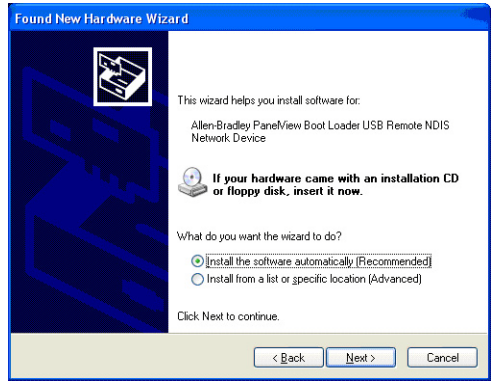 Found New Hardware Wizard
This wizard helps you install software for:
Allen-Bradley PanelView Boot Loader USB Remote NDIS
Network Device
If your hardware came with an installation CD
or floppy disk, insert it now.
What do you want the wizard to do?
Install the software automatically (Recommended)
Install from a list or specific location (Advanced)
Click Next to continue.
< Back Next > Cancel